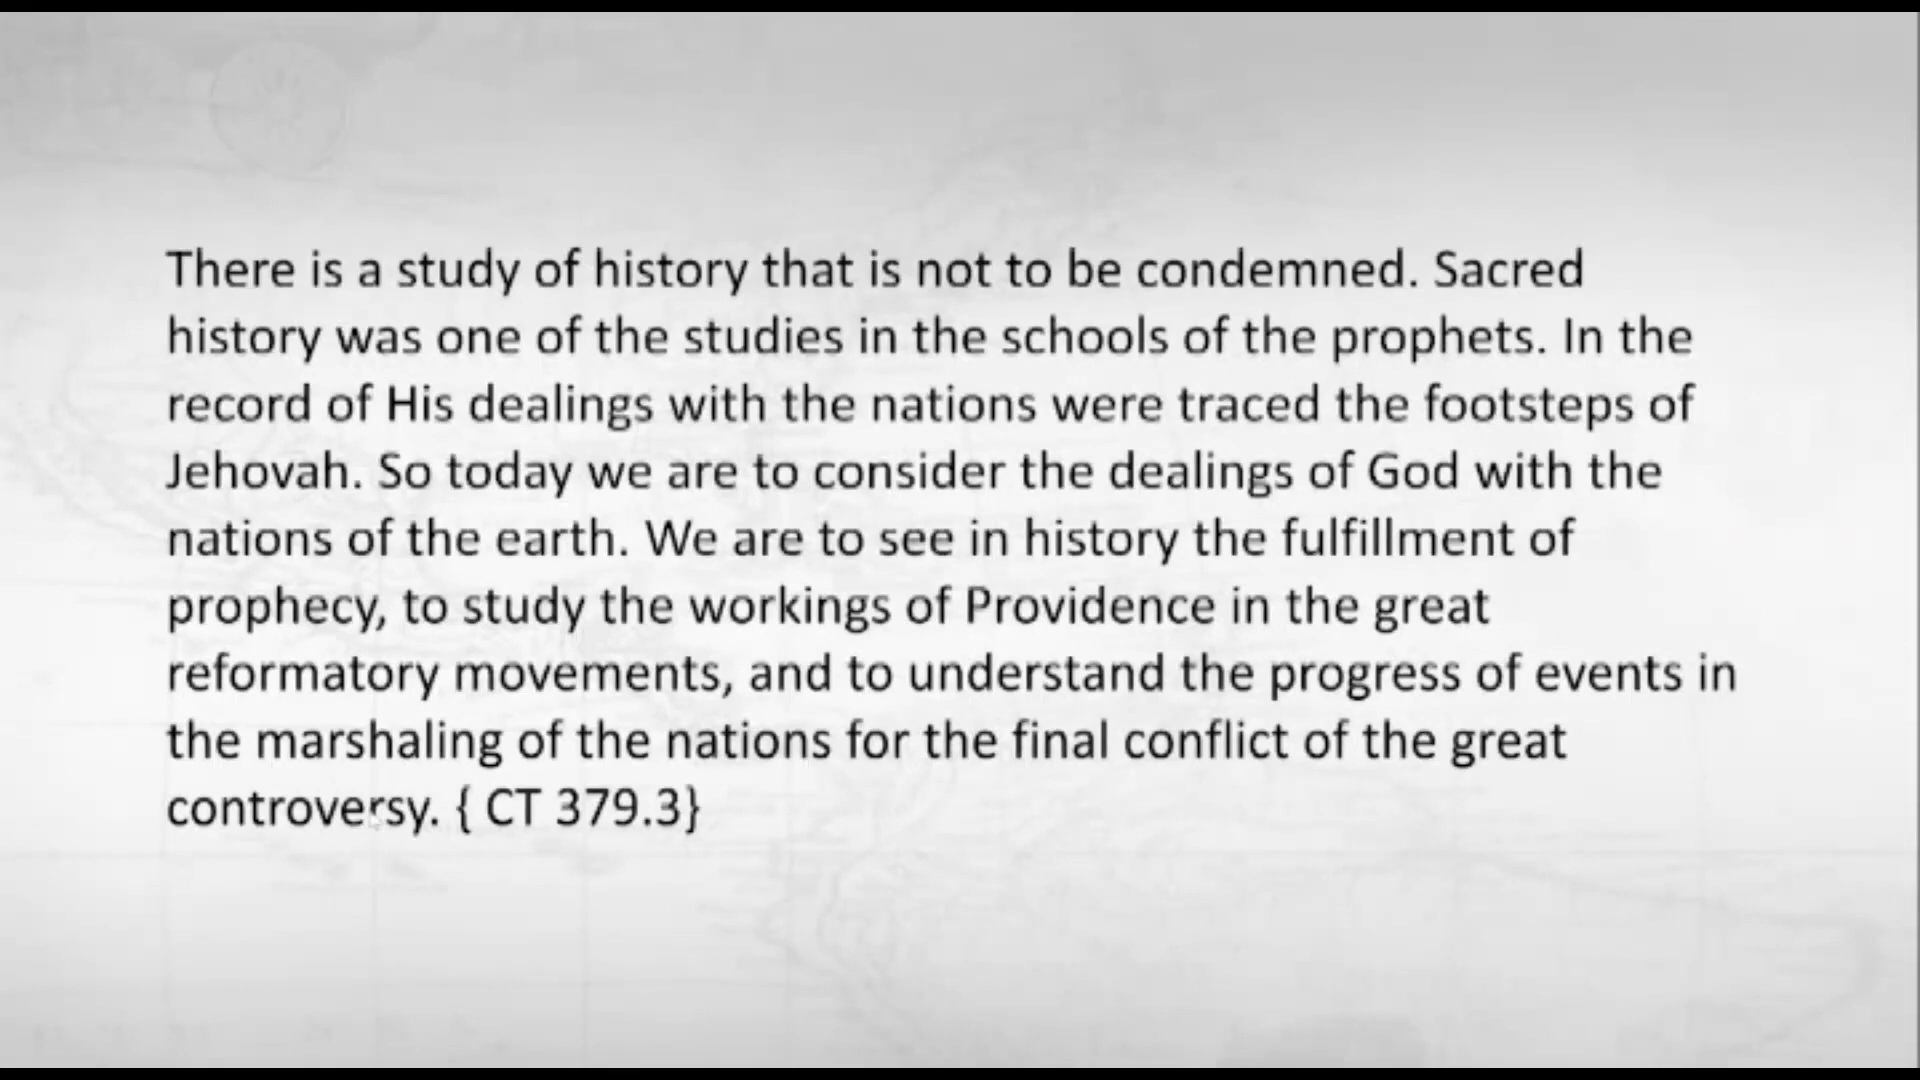 There is a study of history that is not to be condemned. Sacred
history was one of the studies in the schools of the prophets. In the
record of His dealings with the nations were traced the footsteps of
Jehovah. So today we are to consider the dealings of God with the
nations of the earth. We are to see in history the fulfillment of
prophecy, to study the workings of Providence in the great
reformatory movements, and to understand the progress of events in
the marshaling of the nations for the final conflict of the great
controversy. { CT 379.3}